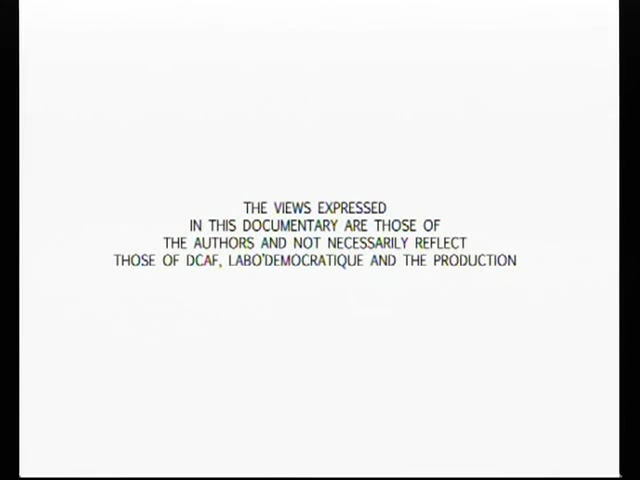 THE VIEWS EXPRESSED
IN THIS DOCUMENTARY ARE THOSE OF
THE AUTHORS AND NOT NECESSARILY REFLECT
THOSE OF DCAF, LABO'DEMOCRATIQUE AND THE PRODUCTION